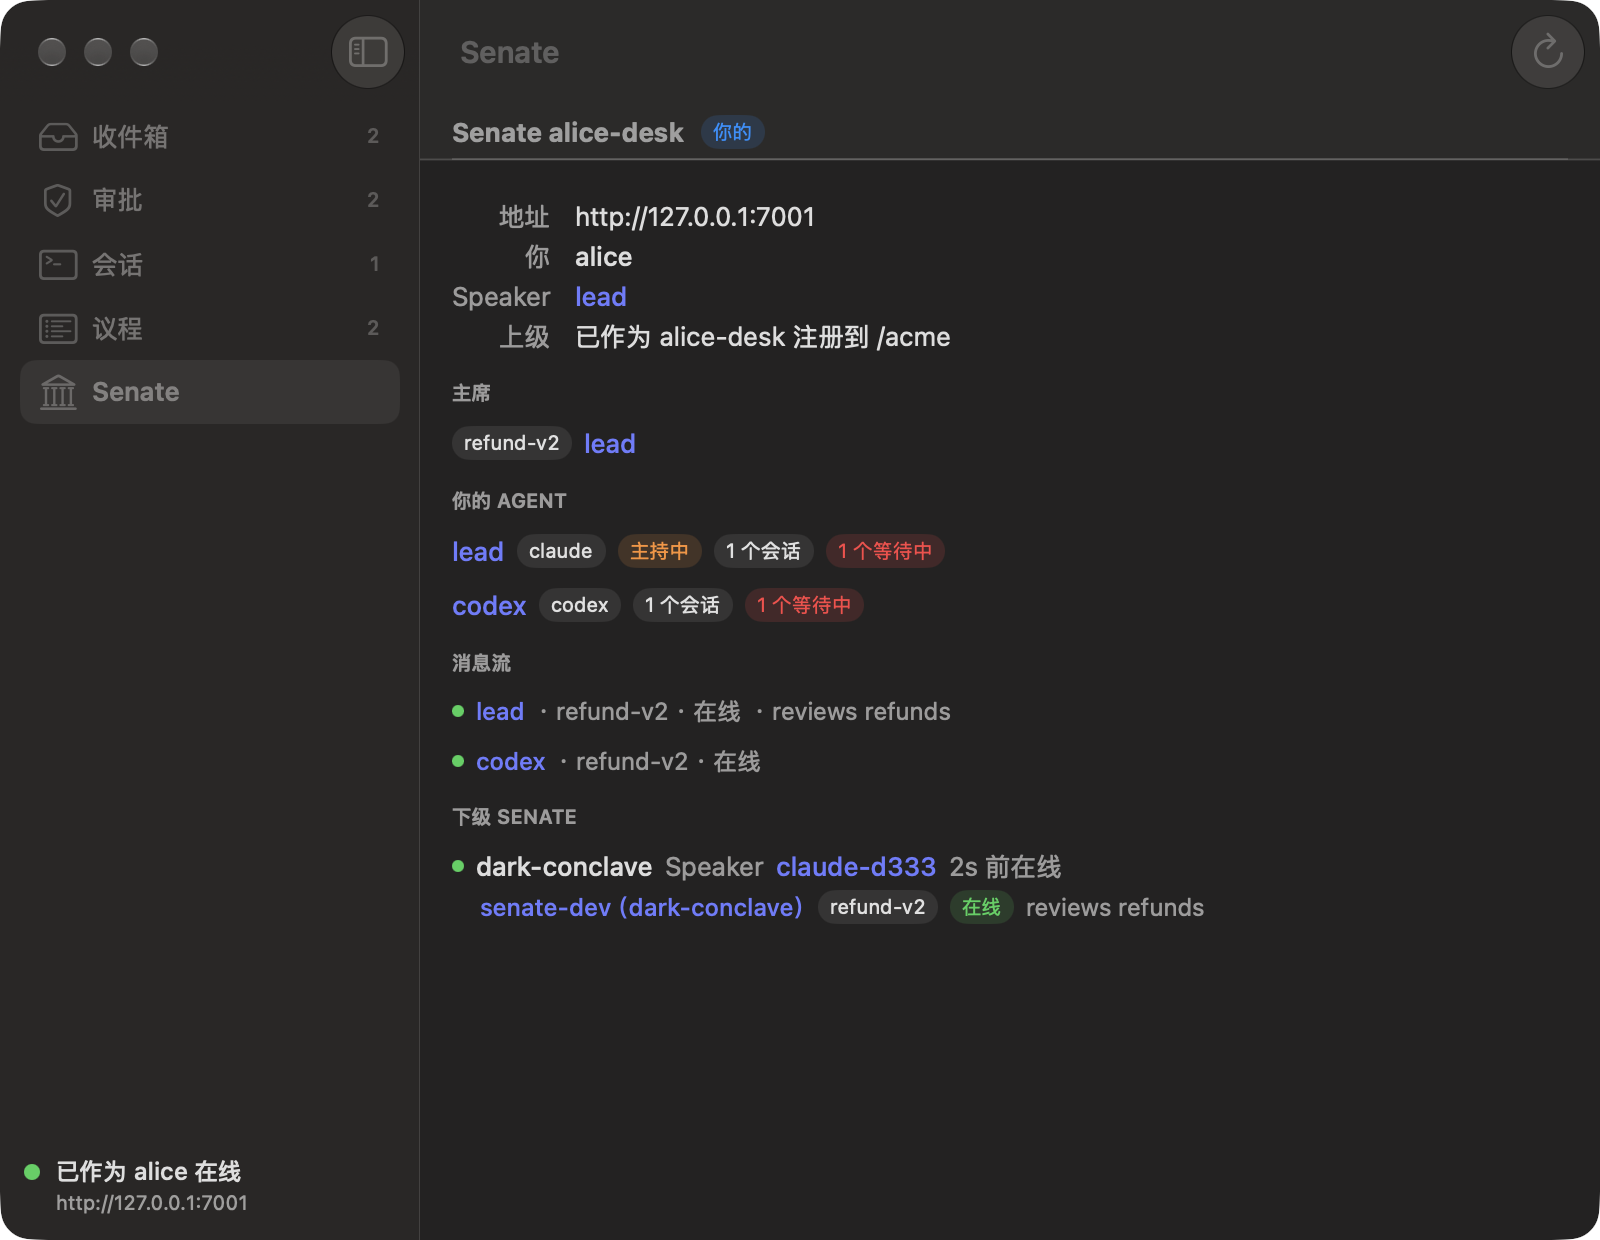 Senate
收件箱 2
审批 2
会话 1
议程 2
Senate
Senate alice-desk 你的
地址 http://127.0.0.1:7001
你 alice
Speaker lead
上级 已作为 alice-desk 注册到 /acme
主席
refund-v2 lead
你的 AGENT
lead claude 主持中 1 个会话 1 个等待中
codex codex 1 个会话 1 个等待中
消息流
lead · refund-v2 · 在线 · reviews refunds
codex · refund-v2 · 在线
下级 SENATE
dark-conclave Speaker claude-d333 2s 前在线
senate-dev (dark-conclave) refund-v2 在线 reviews refunds
已作为 alice 在线
http://127.0.0.1:7001